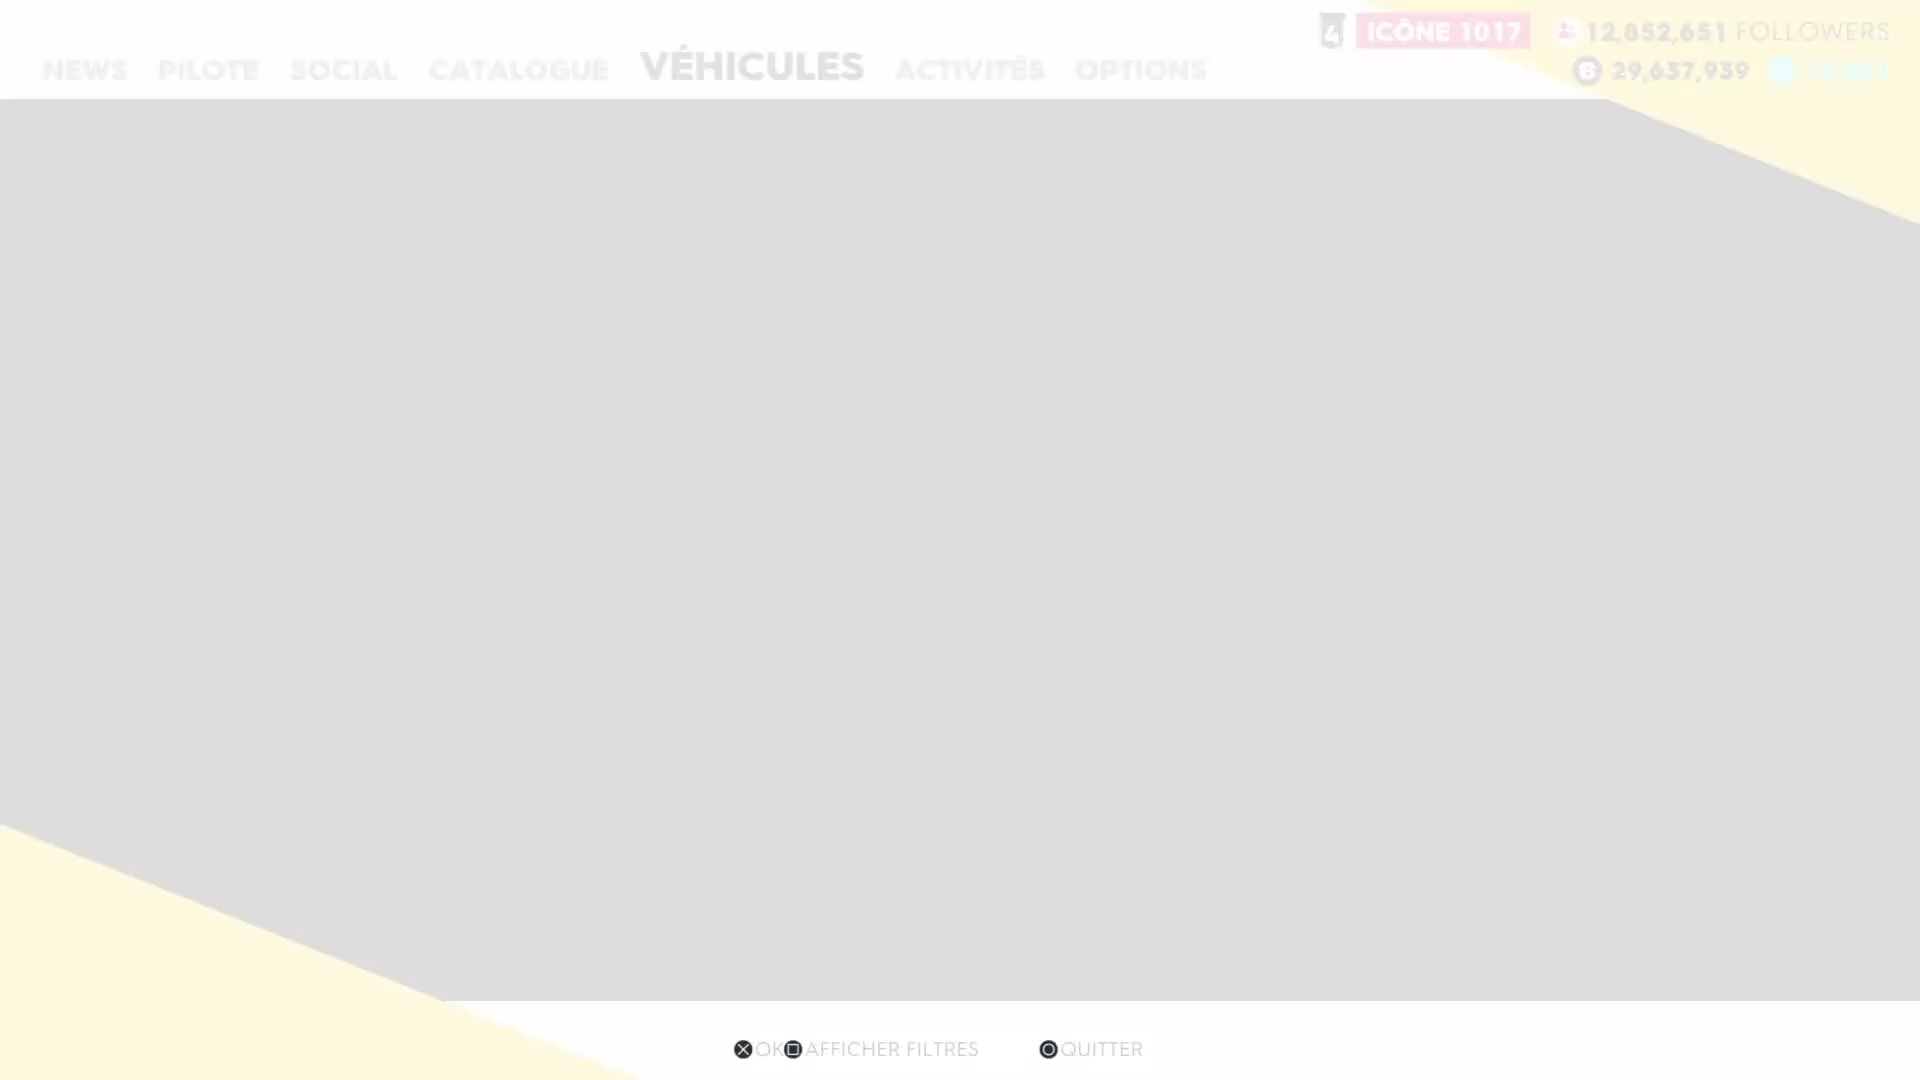 4 ICÔNE 1017 12,852,651 FOLLOWERS
NEWS PILOTE SOCIAL CATALOGUE VÉHICULES ACTIVITÉS OPTIONS 29,637,939
OK AFFICHER FILTRES QUITTER